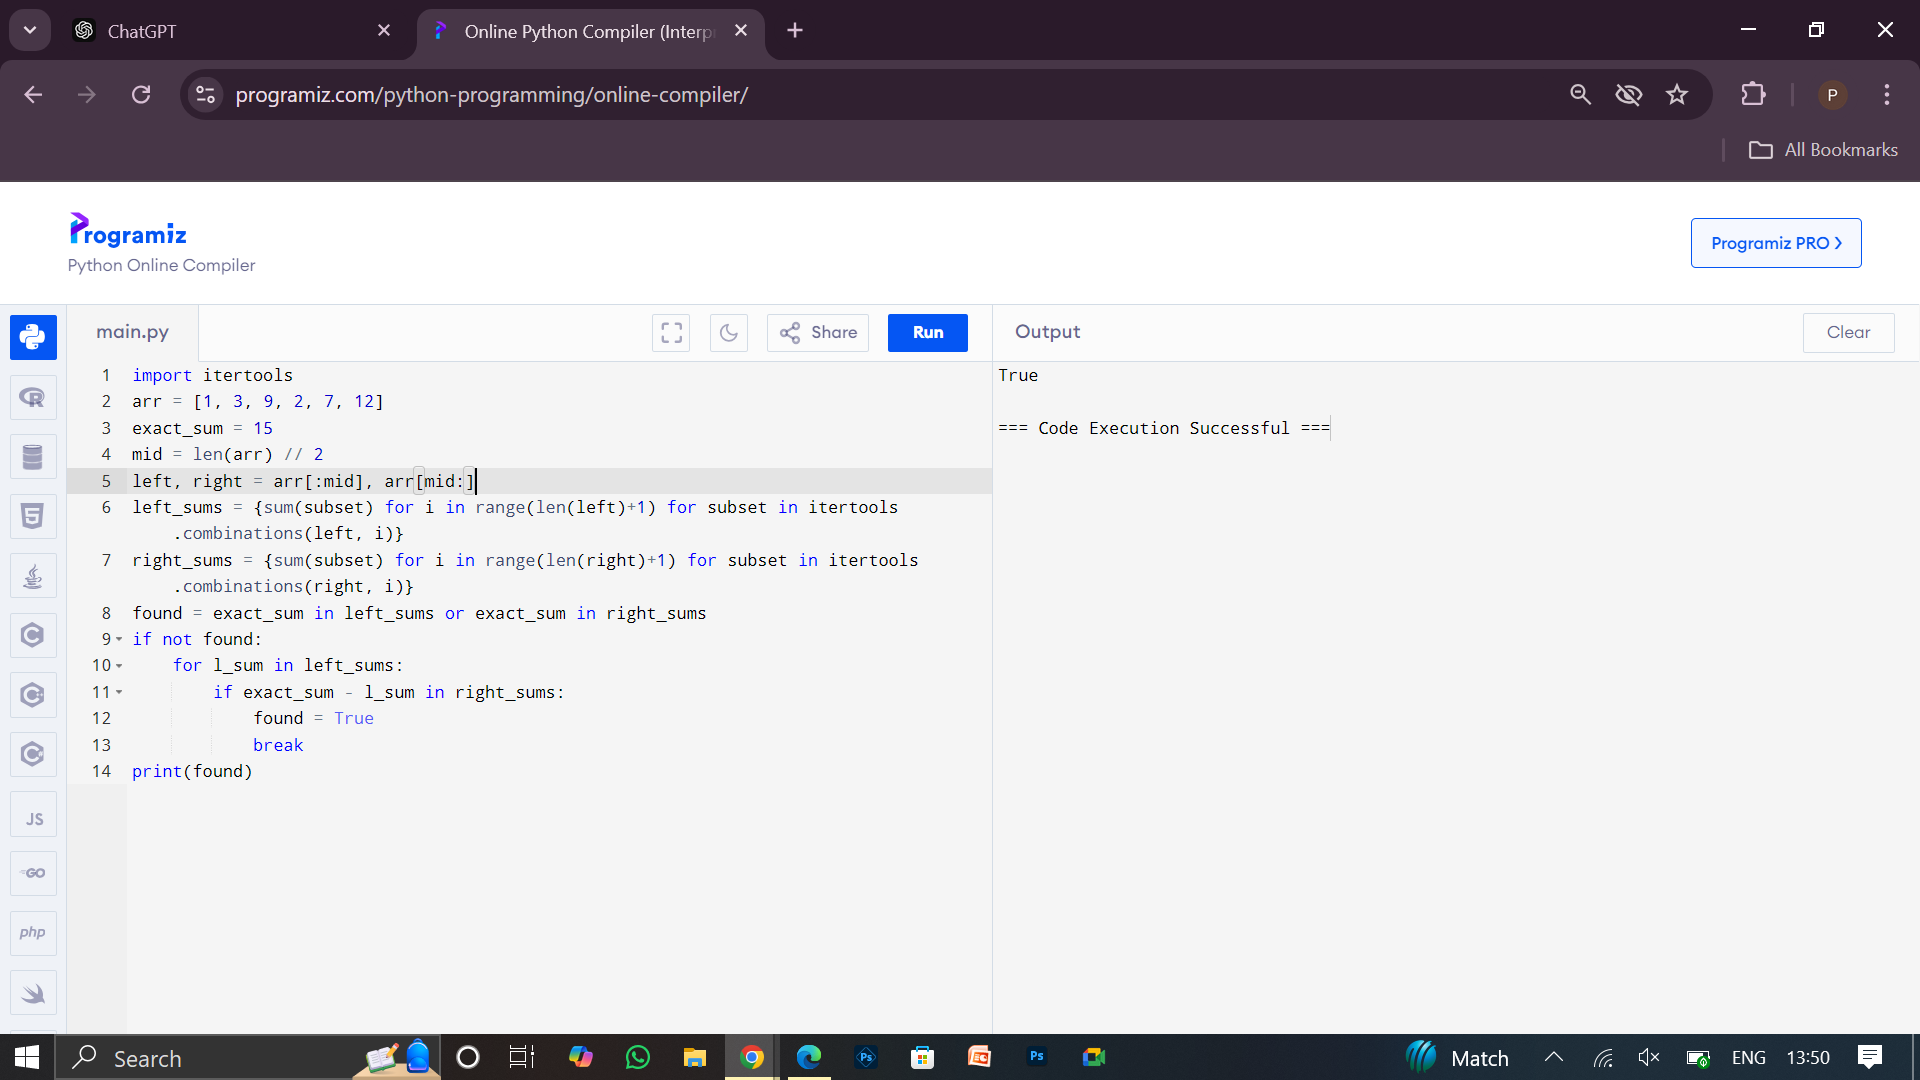 ChatGPT
Online Python Compiler (Interp
programiz.com/python-programming/online-compiler/
P
All Bookmarks
Programiz
Python Online Compiler
Programiz PRO
main.py
Share
Run
Output
Clear
1 import itertools
2 arr = [1, 3, 9, 2, 7, 12]
3 exact_sum = 15
4 mid = len(arr) // 2
5 left, right = arr[:mid], arr[mid:]
6 left_sums = {sum(subset) for i in range(len(left)+1) for subset in itertools
.combinations(left, i)}
7 right_sums = {sum(subset) for i in range(len(right)+1) for subset in itertools
.combinations(right, i)}
8 found = exact_sum in left_sums or exact_sum in right_sums
9 if not found:
10 for l_sum in left_sums:
11 if exact_sum - l_sum in right_sums:
12 found = True
13 break
14 print(found)
True
=== Code Execution Successful ===
R
5
C
C
C
JS
GO
php
Search
Ps
Ps
Match
ENG
13:50